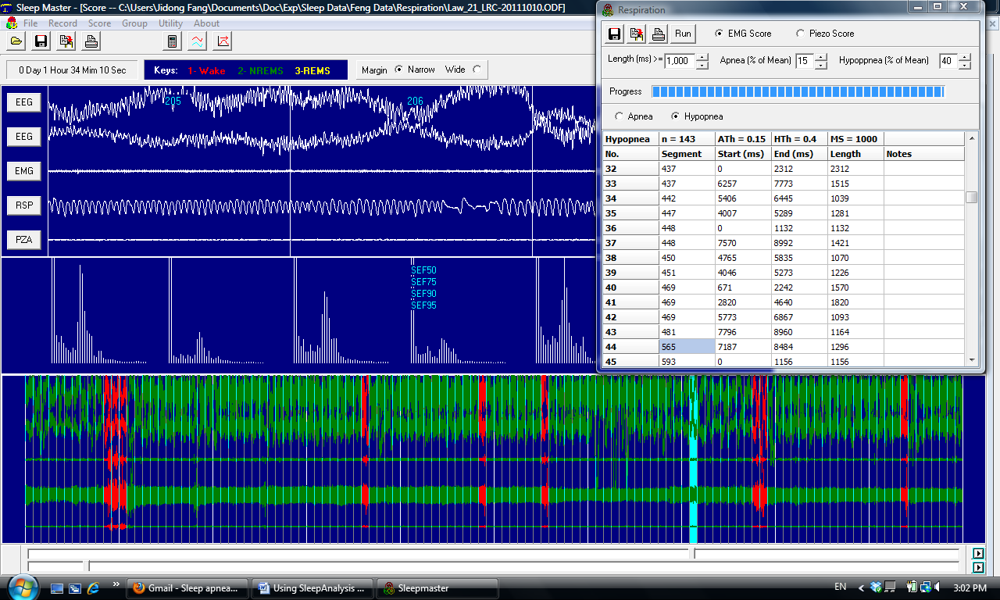 Sleep Master - [Score -- C:\Users\Jidong Fang\Documents\Doc\Exp\Sleep Data\Feng Data\Respiration\Law_21_LRC-20111010.ODF]
File Record Score Group Utility About
0 Day 1 Hour 34 Min 10 Sec
Keys: 1- Wake 2- NREMS 3-REMS
Margin Narrow Wide
EEG
205 206
EEG
EMG
RSP
PZA
SEF50
SEF75
SEF90
SEF95
Respiration
Run EMG Score Piezo Score
Length (ms) >= 1,000 Apnea (% of Mean) 15 Hypoppnea (% of Mean) 40
Progress
Apnea Hypopnea
Hypopnea n = 143 ATh = 0.15 HTh = 0.4 MS = 1000
No. Segment Start (ms) End (ms) Length Notes
32 437 0 2312 2312
33 437 6257 7773 1515
34 442 5406 6445 1039
35 447 4007 5289 1281
36 448 0 1132 1132
37 448 7570 8992 1421
38 450 4765 5835 1070
39 451 4046 5273 1226
40 469 671 2242 1570
41 469 2820 4640 1820
42 469 5773 6867 1093
43 481 7796 8960 1164
44 565 7187 8484 1296
45 593 0 1156 1156
Gmail - Sleep apnea... Using SleepAnalysis ... Sleepmaster EN 3:02 PM